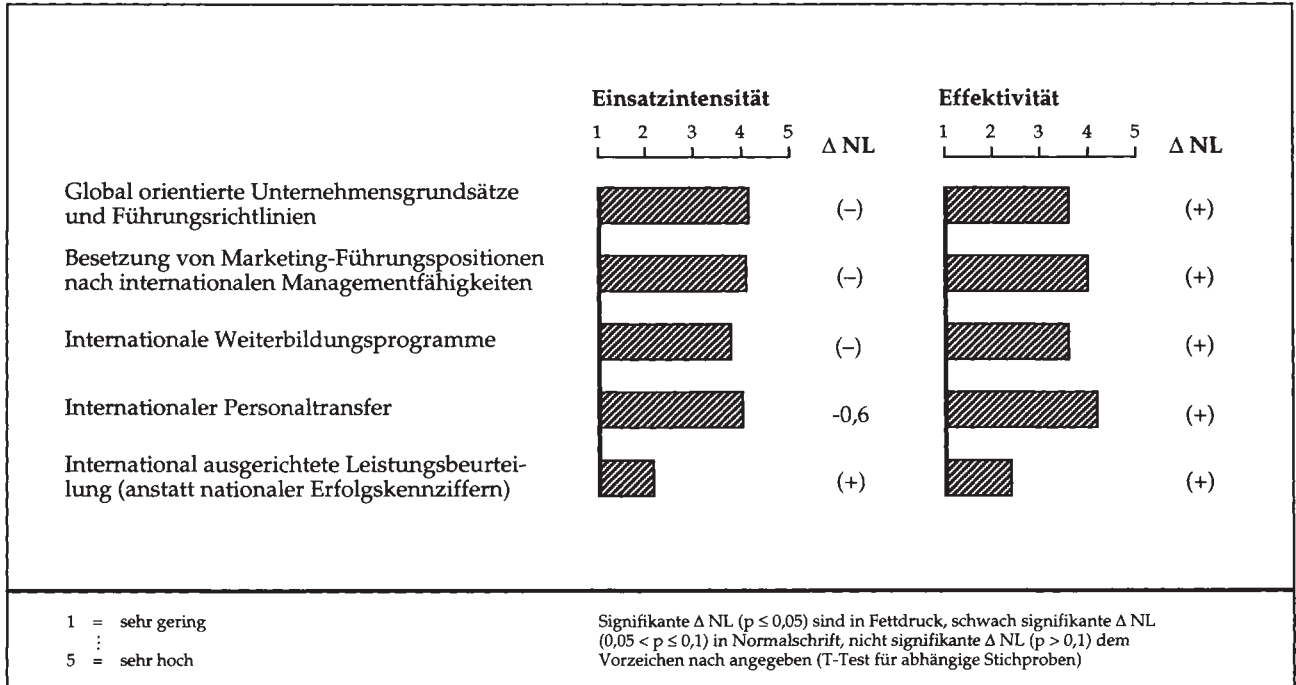 Einsatzintensität Effektivität
1 2 3 4 5 Δ NL 1 2 3 4 5 Δ NL
Global orientierte Unternehmensgrundsätze
und Führungsrichtlinien (–) (+)
Besetzung von Marketing-Führungspositionen
nach internationalen Managementfähigkeiten (–) (+)
Internationale Weiterbildungsprogramme (–) (+)
Internationaler Personaltransfer -0,6 (+)
International ausgerichtete Leistungsbeurtei-
lung (anstatt nationaler Erfolgskennziffern) (+) (+)
1 = sehr gering
⋮
5 = sehr hoch
Signifikante Δ NL (p ≤ 0,05) sind in Fettdruck, schwach signifikante Δ NL
(0,05 < p ≤ 0,1) in Normalschrift, nicht signifikante Δ NL (p > 0,1) dem
Vorzeichen nach angegeben (T-Test für abhängige Stichproben)